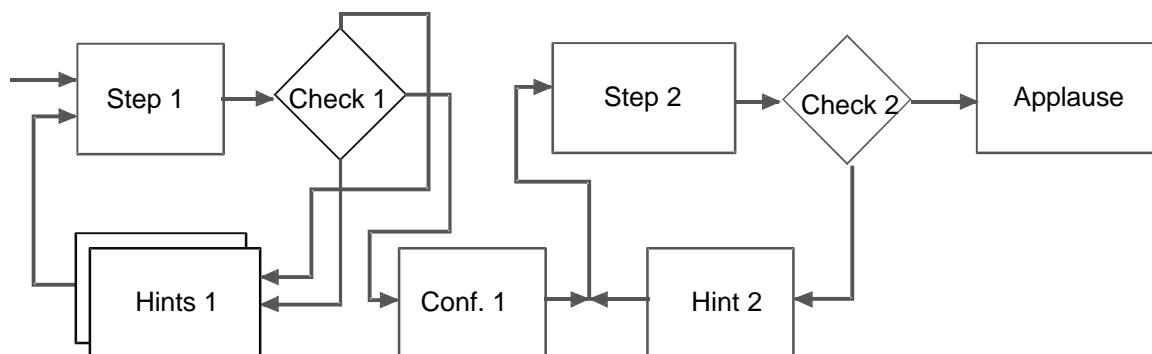 Step 1
Check 1
Step 2
Check 2
Applause
Hints 1
Conf. 1
Hint 2